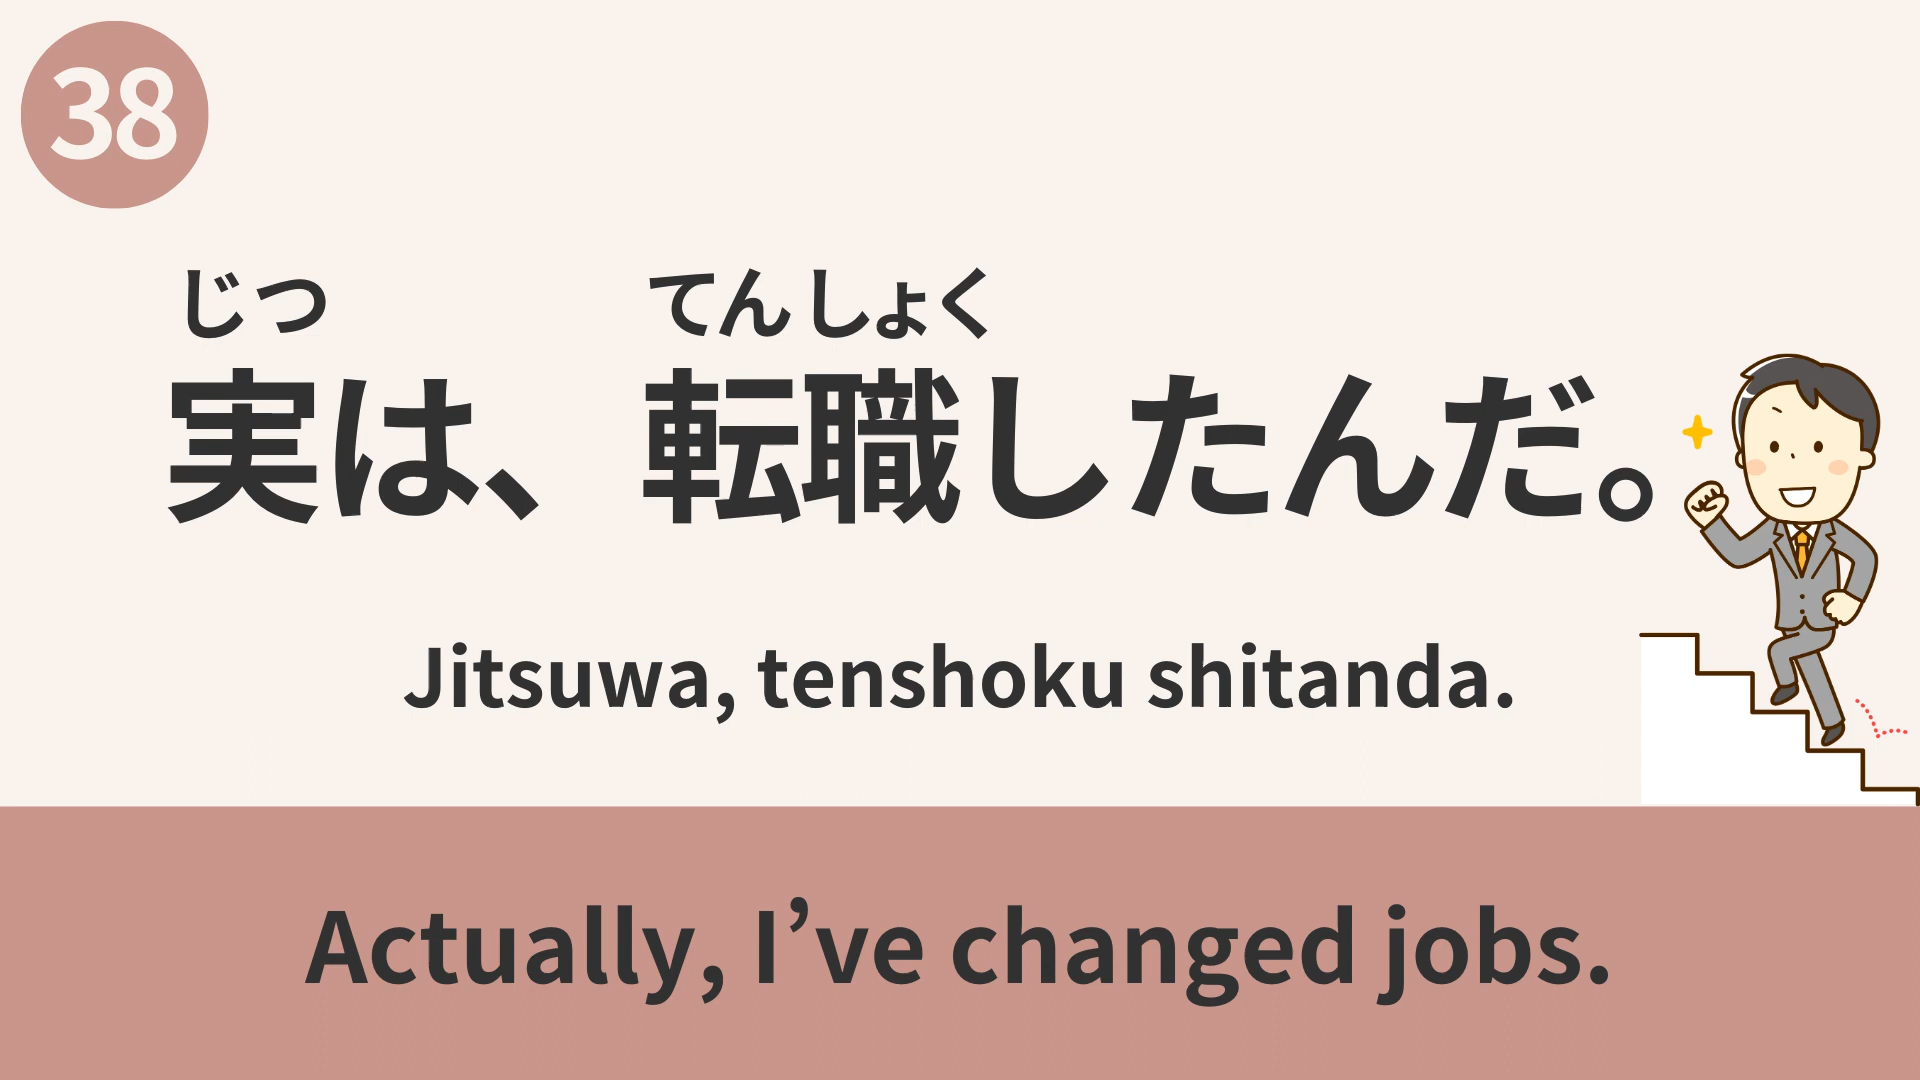 38
じつ てんしょく
実は、転職したんだ。
Jitsuwa, tenshoku shitanda.
Actually, I’ve changed jobs.